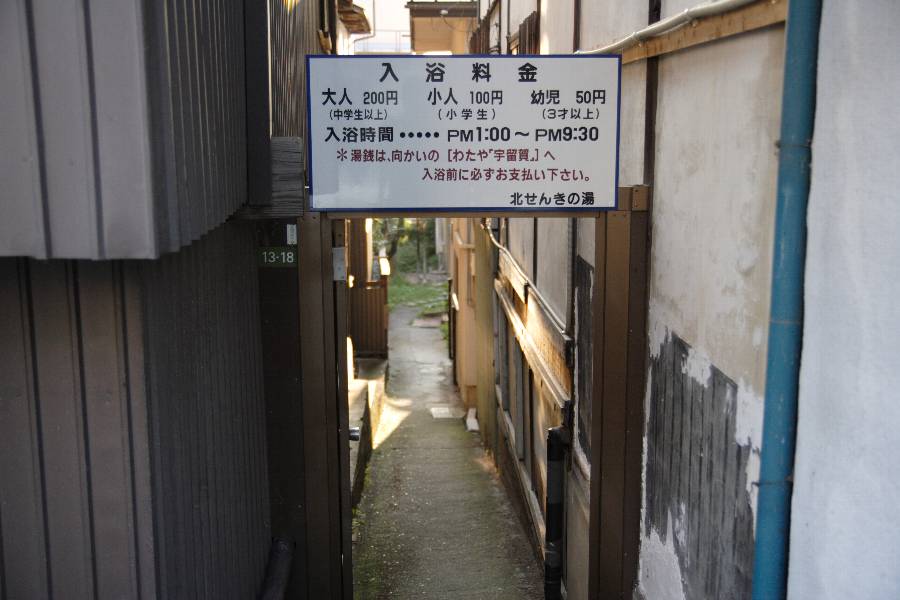 入浴料金
大人 200円 小人 100円 幼児 50円
(中学生以上) (小学生) (3才以上)
入浴時間・・・・・PM1:00～PM9:30
＊湯銭は、向かいの［わたや『宇留賀』］へ
入浴前に必ずお支払い下さい。
北せんきの湯
13-18